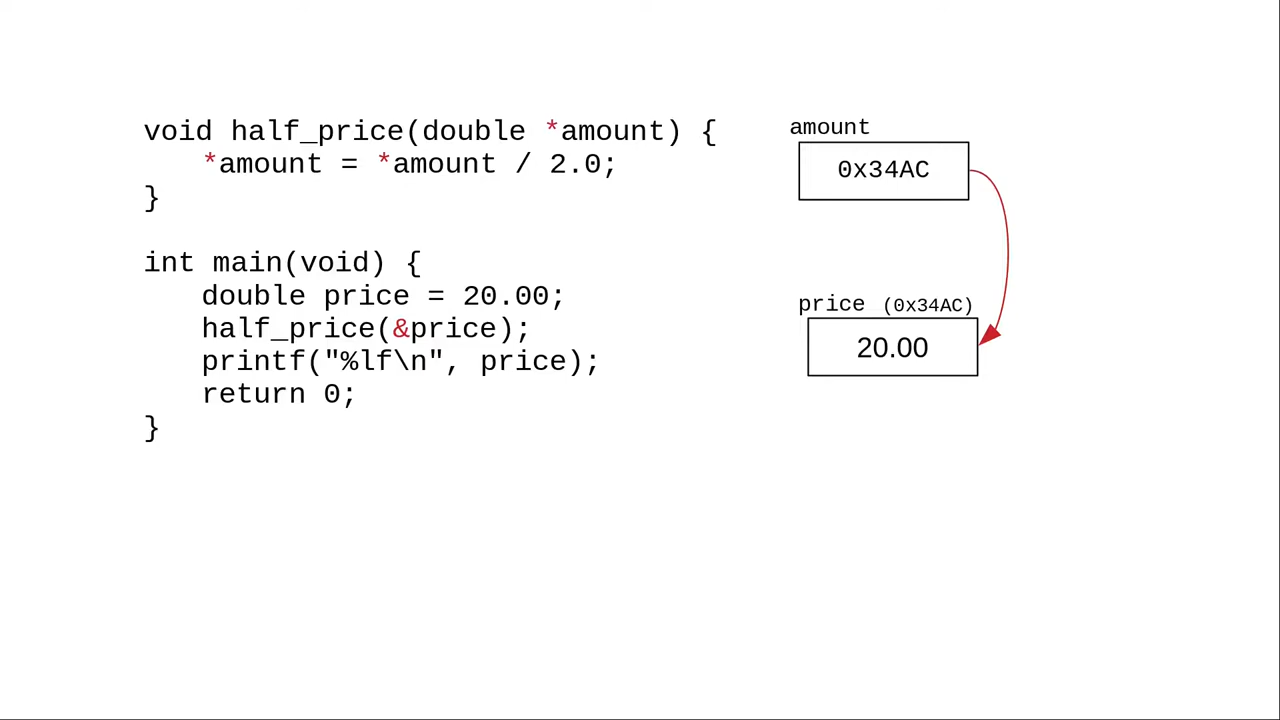 void half_price(double *amount) {
*amount = *amount / 2.0;
}
int main(void) {
double price = 20.00;
half_price(&price);
printf("%lf\n", price);
return 0;
}
amount
0x34AC
price (0x34AC)
20.00